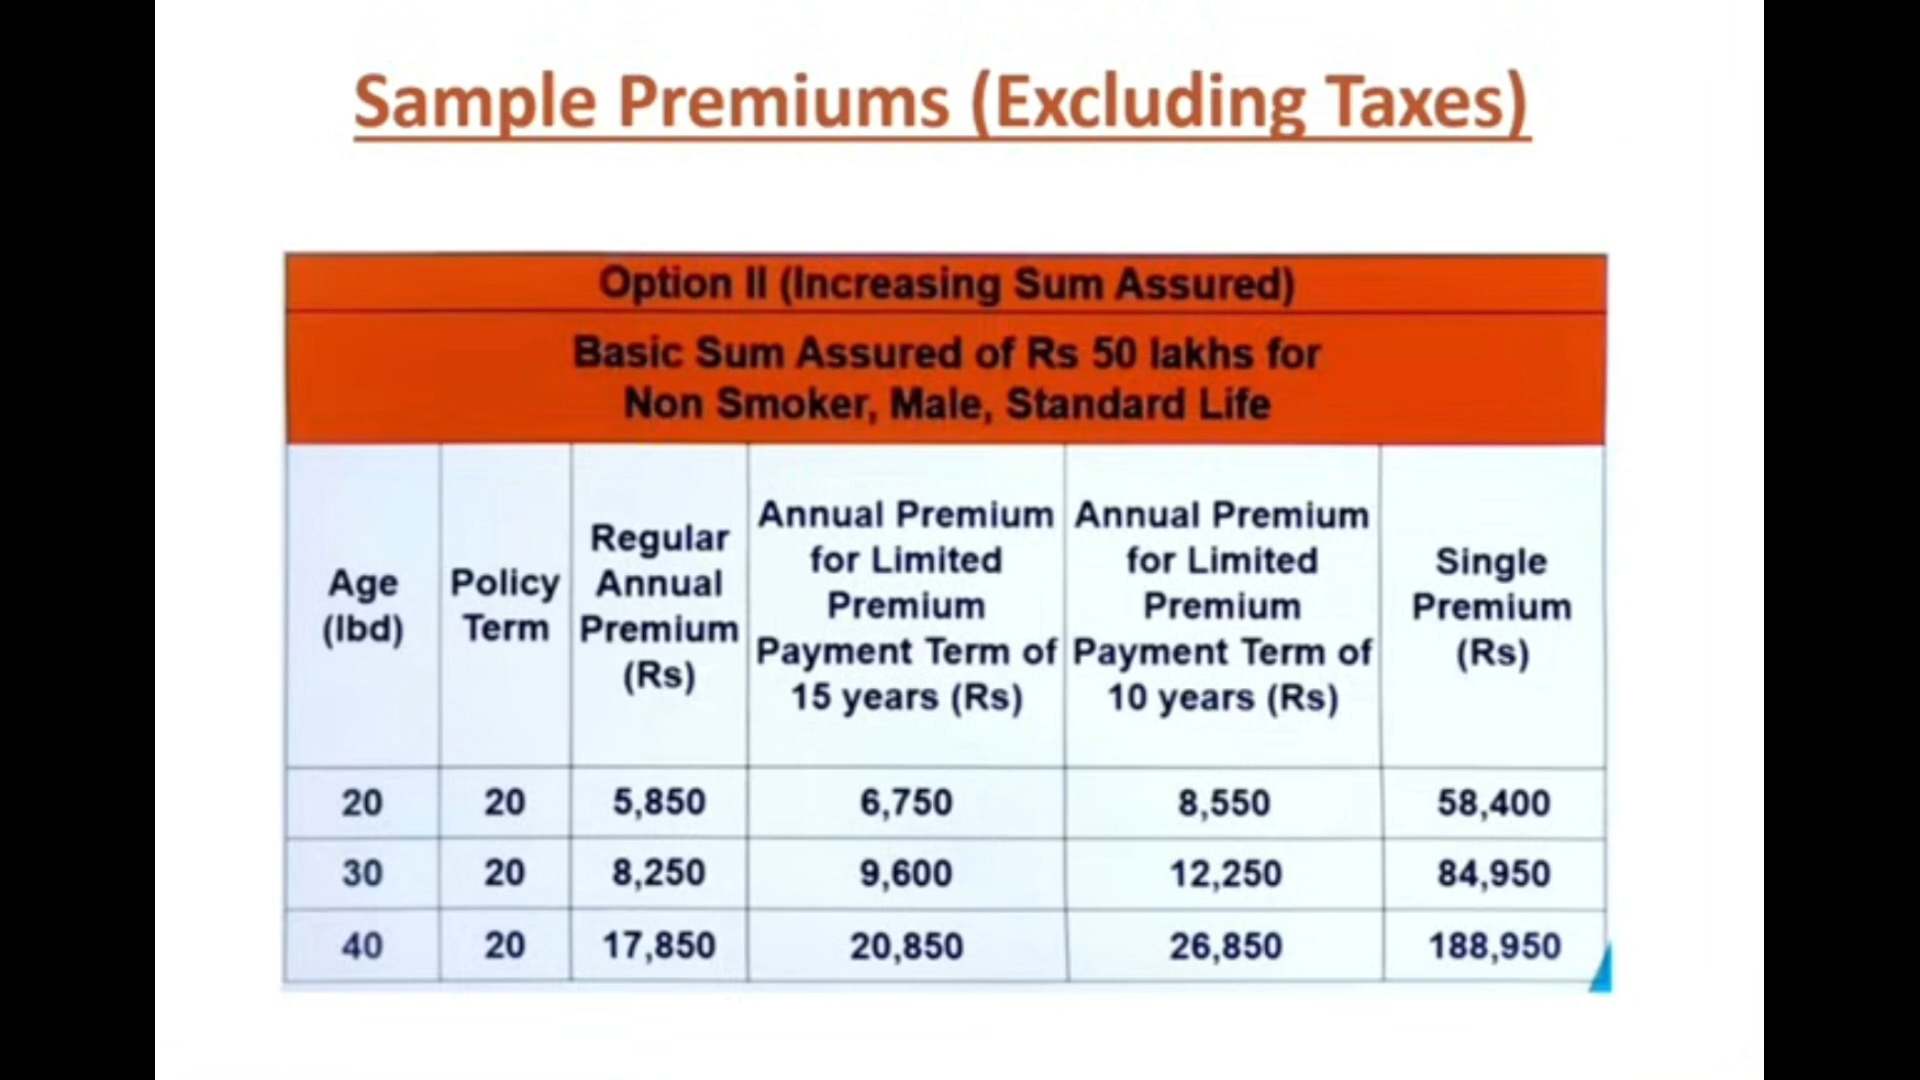 Sample Premiums (Excluding Taxes)
Option II (Increasing Sum Assured)
Basic Sum Assured of Rs 50 lakhs for
Non Smoker, Male, Standard Life
Age
(lbd)
Policy
Term
Regular
Annual
Premium
(Rs)
Annual Premium
for Limited
Premium
Payment Term of
15 years (Rs)
Annual Premium
for Limited
Premium
Payment Term of
10 years (Rs)
Single
Premium
(Rs)
20 20 5,850 6,750 8,550 58,400
30 20 8,250 9,600 12,250 84,950
40 20 17,850 20,850 26,850 188,950